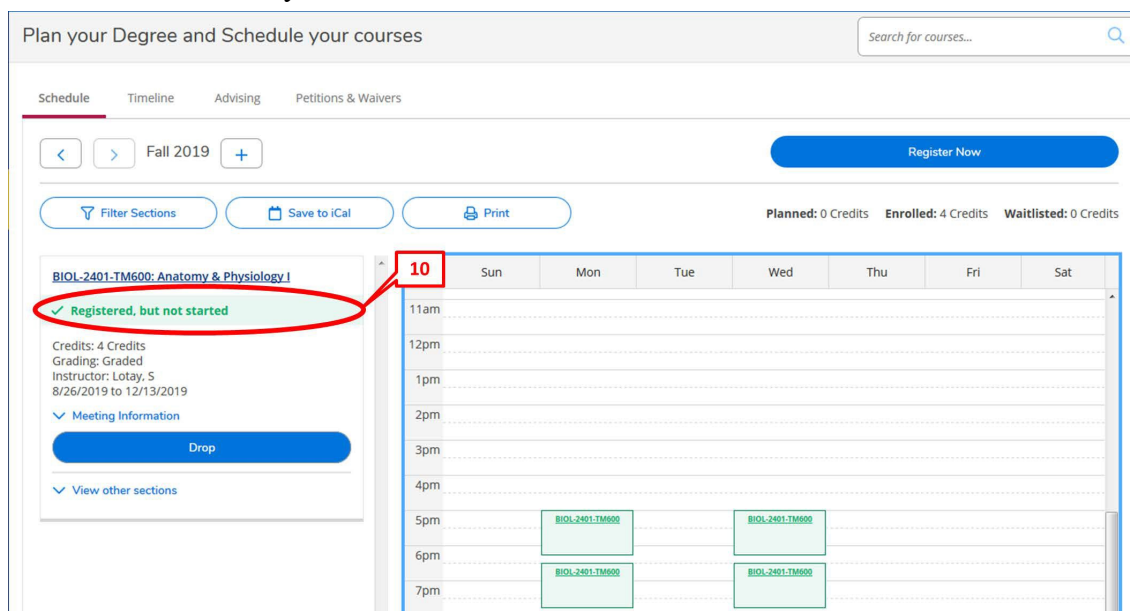 Plan your Degree and Schedule your courses
Search for courses...
Schedule Timeline Advising Petitions & Waivers
Fall 2019
Register Now
Filter Sections Save to iCal Print
Planned: 0 Credits Enrolled: 4 Credits Waitlisted: 0 Credits
BIOL-2401-TM600: Anatomy & Physiology I
Registered, but not started
Credits: 4 Credits
Grading: Graded
Instructor: Lotay, S
8/26/2019 to 12/13/2019
Meeting Information
Drop
View other sections
10
Sun Mon Tue Wed Thu Fri Sat
11am
12pm
1pm
2pm
3pm
4pm
5pm BIOL-2401-TM600 BIOL-2401-TM600
6pm
BIOL-2401-TM600 BIOL-2401-TM600
7pm